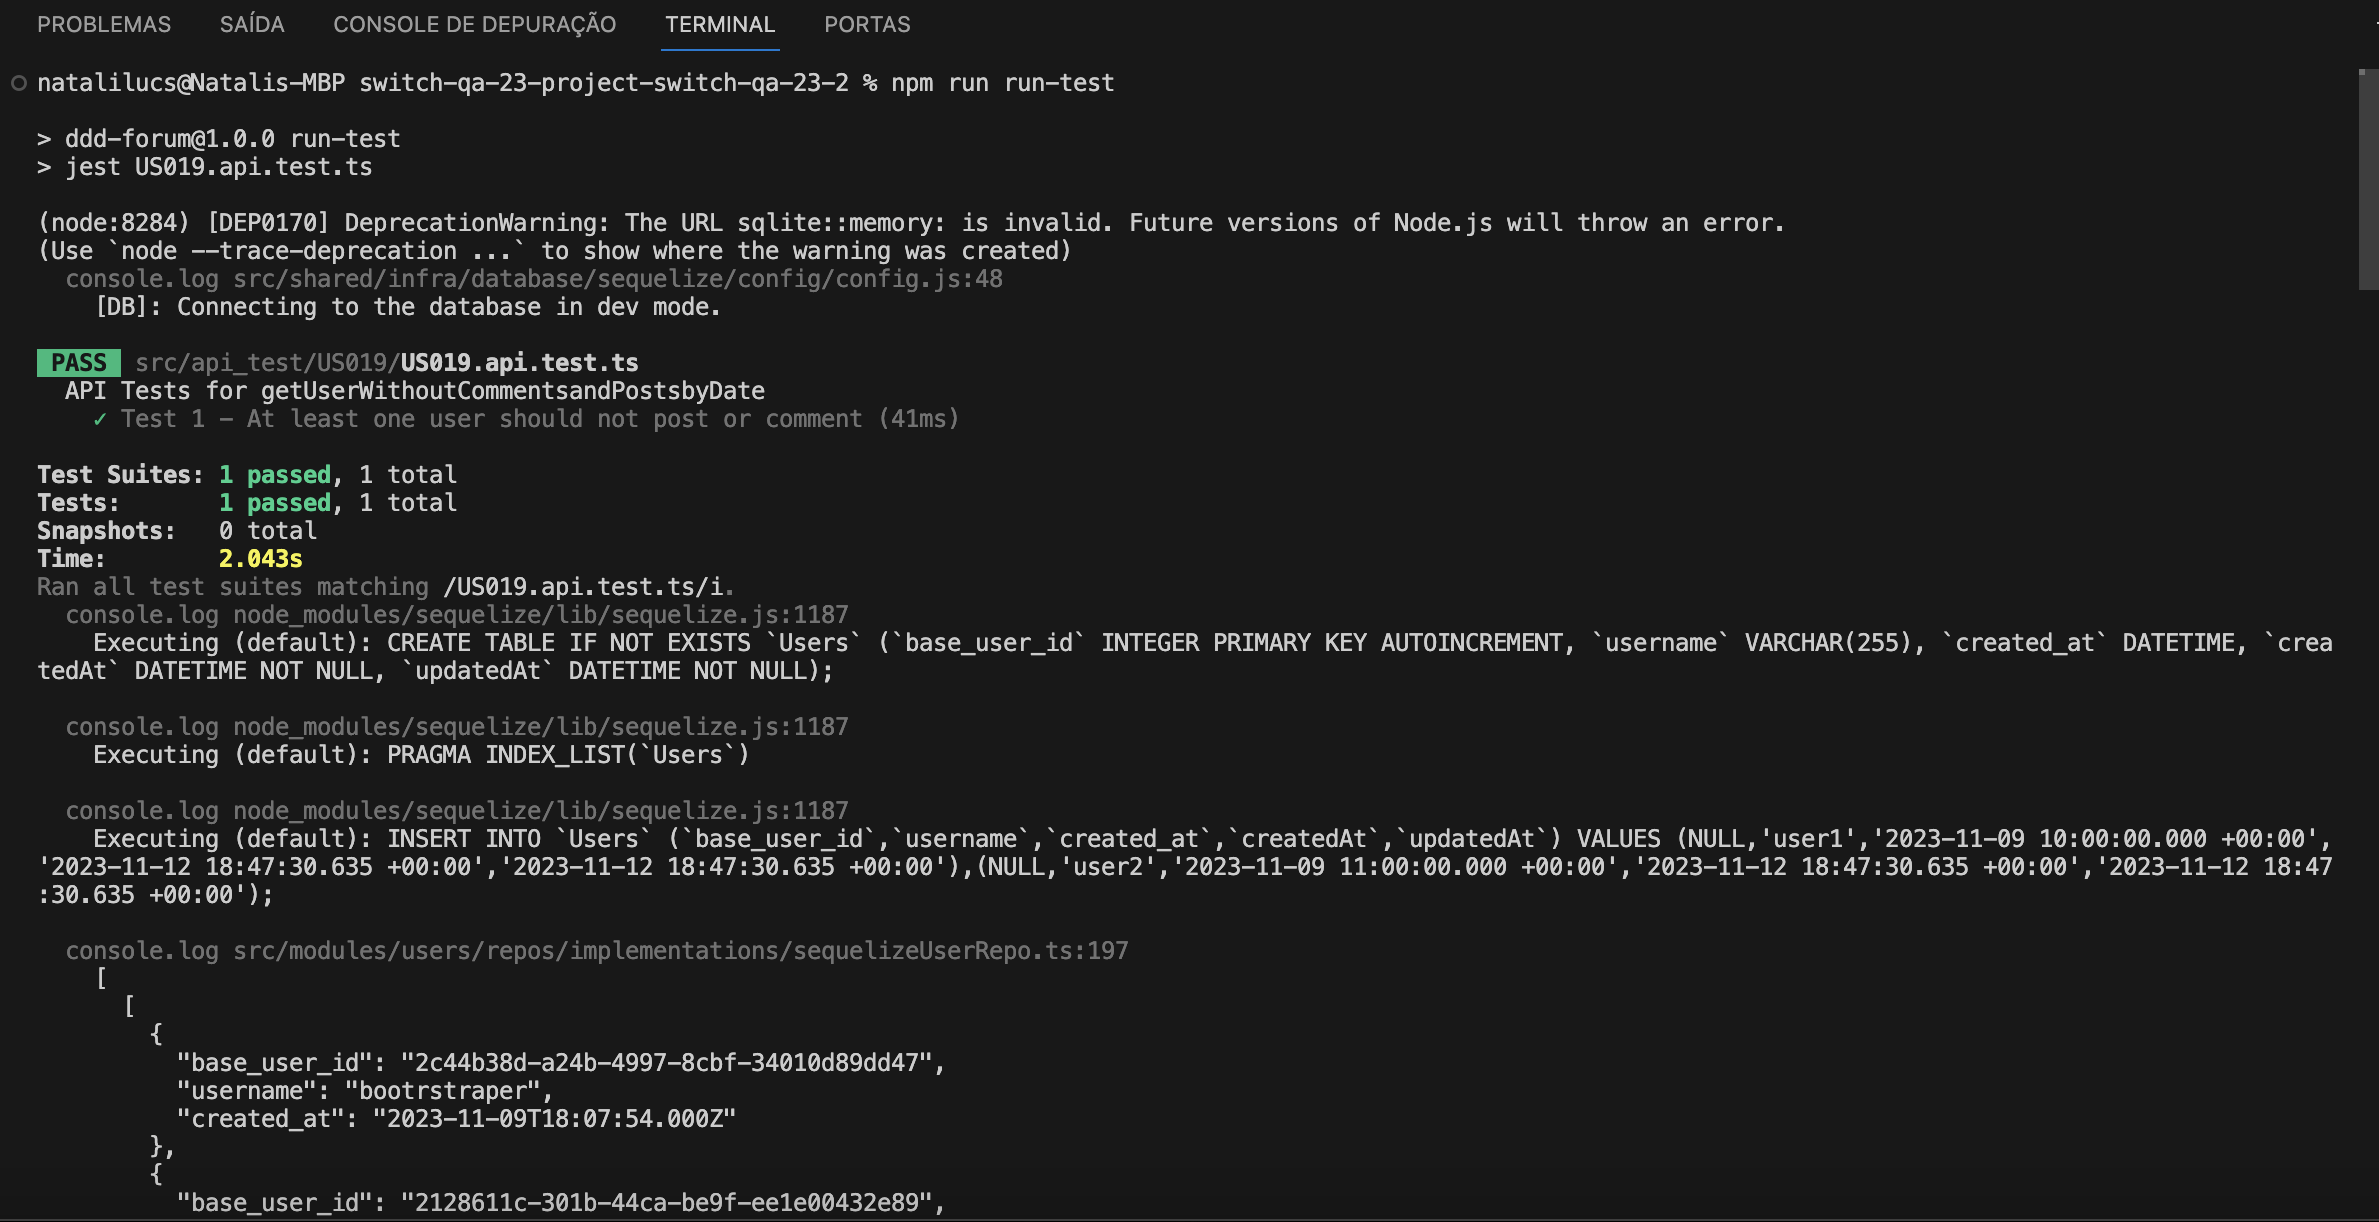 PROBLEMAS SAÍDA CONSOLE DE DEPURAÇÃO TERMINAL PORTAS
natalilucs@Natalis-MBP switch-qa-23-project-switch-qa-23-2 % npm run run-test
> ddd-forum@1.0.0 run-test
> jest US019.api.test.ts
(node:8284) [DEP0170] DeprecationWarning: The URL sqlite::memory: is invalid. Future versions of Node.js will throw an error.
(Use `node --trace-deprecation ...` to show where the warning was created)
console.log src/shared/infra/database/sequelize/config/config.js:48
[DB]: Connecting to the database in dev mode.
PASS src/api_test/US019/US019.api.test.ts
API Tests for getUserWithoutCommentsandPostsbyDate
✓ Test 1 - At least one user should not post or comment (41ms)
Test Suites: 1 passed, 1 total
Tests: 1 passed, 1 total
Snapshots: 0 total
Time: 2.043s
Ran all test suites matching /US019.api.test.ts/i.
console.log node_modules/sequelize/lib/sequelize.js:1187
Executing (default): CREATE TABLE IF NOT EXISTS `Users` (`base_user_id` INTEGER PRIMARY KEY AUTOINCREMENT, `username` VARCHAR(255), `created_at` DATETIME, `crea
tedAt` DATETIME NOT NULL, `updatedAt` DATETIME NOT NULL);
console.log node_modules/sequelize/lib/sequelize.js:1187
Executing (default): PRAGMA INDEX_LIST(`Users`)
console.log node_modules/sequelize/lib/sequelize.js:1187
Executing (default): INSERT INTO `Users` (`base_user_id`,`username`,`created_at`,`createdAt`,`updatedAt`) VALUES (NULL,'user1','2023-11-09 10:00:00.000 +00:00',
'2023-11-12 18:47:30.635 +00:00','2023-11-12 18:47:30.635 +00:00'),(NULL,'user2','2023-11-09 11:00:00.000 +00:00','2023-11-12 18:47:30.635 +00:00','2023-11-12 18:47
:30.635 +00:00');
console.log src/modules/users/repos/implementations/sequelizeUserRepo.ts:197
[
[
{
"base_user_id": "2c44b38d-a24b-4997-8cbf-34010d89dd47",
"username": "bootrstraper",
"created_at": "2023-11-09T18:07:54.000Z"
},
{
"base_user_id": "2128611c-301b-44ca-be9f-ee1e00432e89",